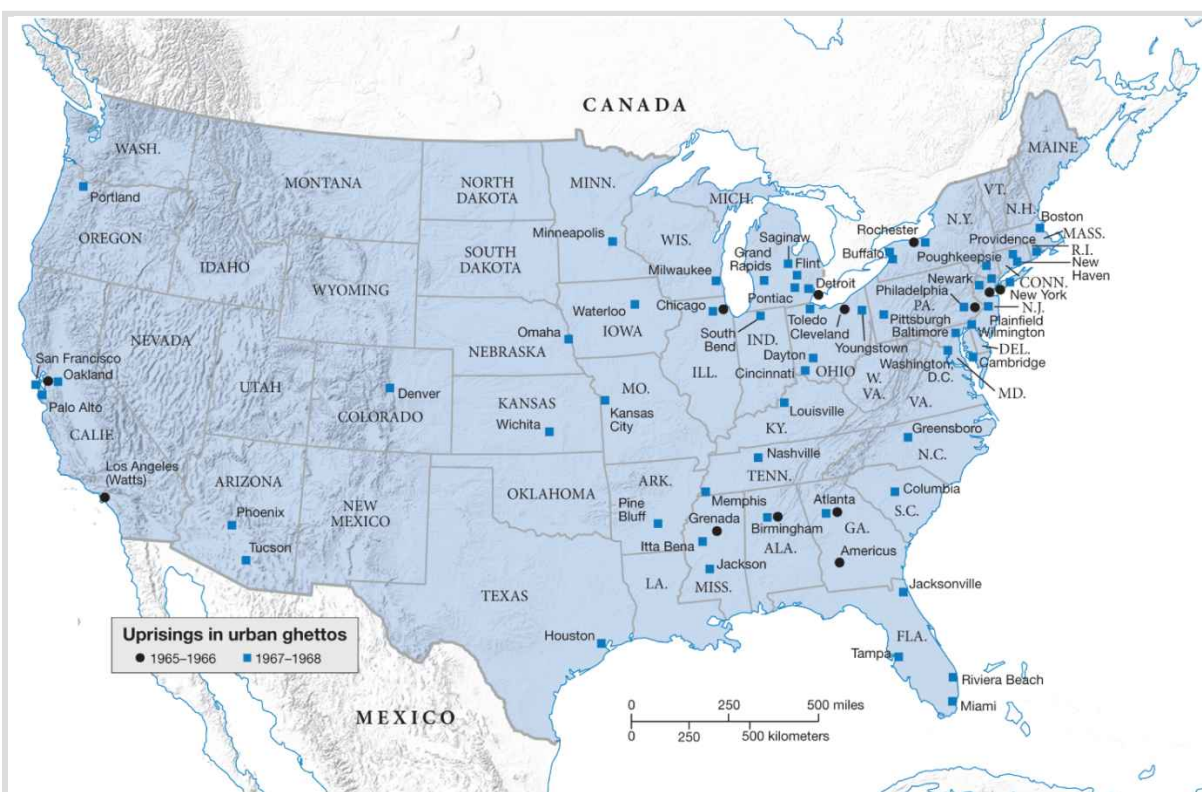 CANADA
WASH.
MONTANA
NORTH
DAKOTA
MINN.
MICH.
MAINE
VT.
N.H.
N.Y.
Portland
OREGON
IDAHO
SOUTH
DAKOTA
Minneapolis
WIS.
Saginaw
Grand
Rapids
Flint
Rochester
Buffalo
Boston
MASS.
Providence
R.I.
Poughkeepsie
New
Haven
WYOMING
Milwaukee
Detroit
Pontiac
Newark
CONN.
New York
Philadelphia
PA.
N.J.
Chicago
Waterloo
IOWA
South
Bend
IND.
Toledo
Cleveland
Youngstown
Pittsburgh
Plainfield
Baltimore
Wilmington
DEL.
Cambridge
Washington,
D.C.
MD.
NEVADA
Omaha
NEBRASKA
San Francisco
Oakland
Palo Alto
UTAH
Denver
COLORADO
ILL.
Dayton
OHIO
Cincinnati
W.
VA.
VA.
KANSAS
Wichita
MO.
Kansas
City
Louisville
KY.
CALIE
Los Angeles
(Watts)
ARIZONA
Phoenix
Tucson
NEW
MEXICO
OKLAHOMA
ARK.
Pine
Bluff
Nashville
TENN.
Memphis
Greensboro
N.C.
Columbia
S.C.
Grenada
Itta Bena
Jackson
MISS.
Birmingham
ALA.
Atlanta
GA.
Americus
TEXAS
LA.
Houston
Jacksonville
FLA.
Tampa
Riviera Beach
Miami
Uprisings in urban ghettos
1965–1966 1967–1968
MEXICO
0 250 500 miles
0 250 500 kilometers